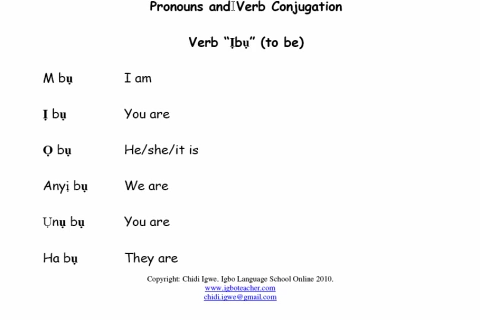 Pronouns and Verb Conjugation
Verb “Ịbụ” (to be)
M bụ I am
Ị bụ You are
Ọ bụ He/she/it is
Anyị bụ We are
Ụnụ bụ You are
Ha bụ They are
Copyright: Chidi Igwe. Igbo Language School Online 2010.
www.igboteacher.com
chidi.igwe@gmail.com